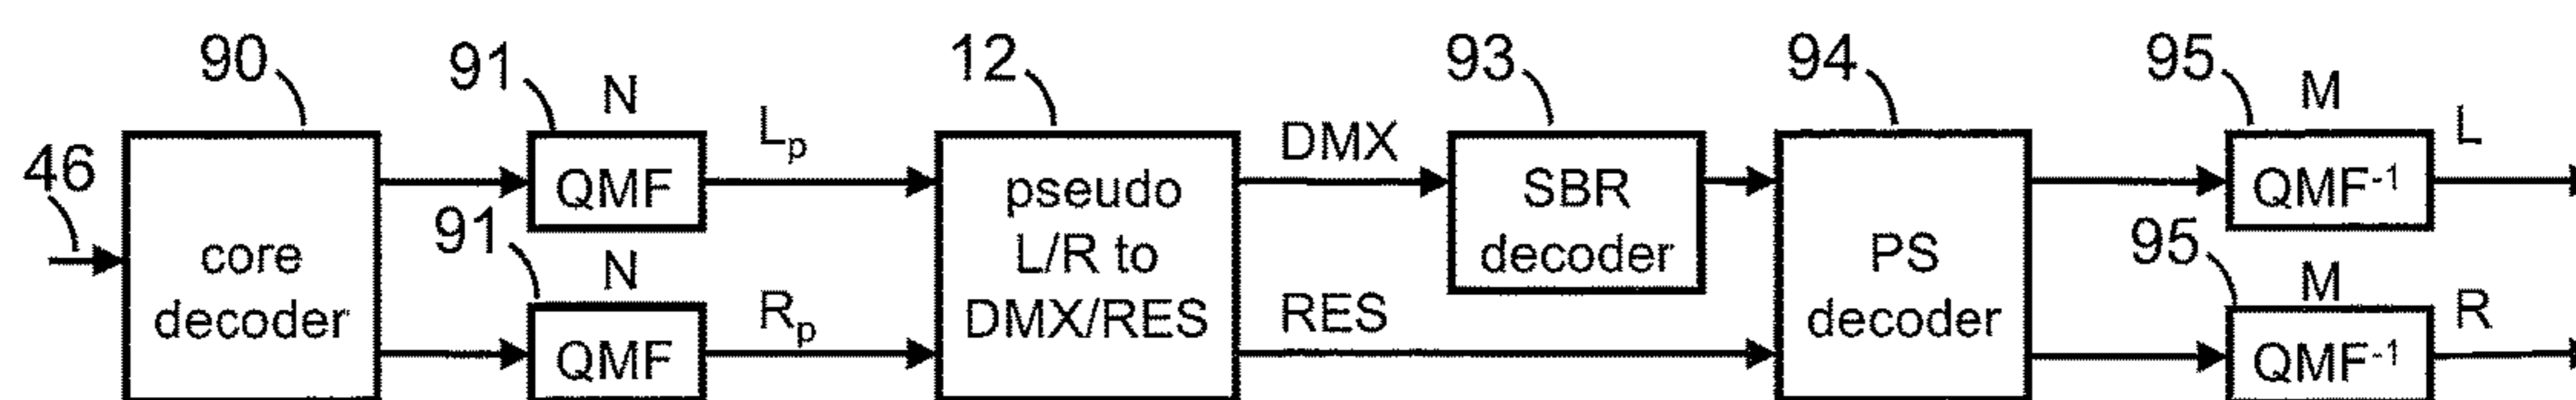 90
91
N
Lp
12
93
94
95
M
L
46
core
decoder
QMF
91
N
Rp
QMF
pseudo
L/R to
DMX/RES
DMX
RES
SBR
decoder
PS
decoder
QMF-1
95
M
R
QMF-1